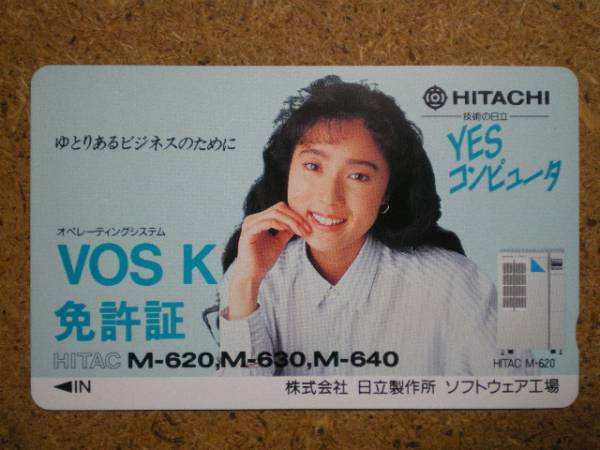 HITACHI
技術の日立
YES
コンピュータ
ゆとりあるビジネスのために
オペレーティングシステム
VOS K
免許証
HITAC M-620,M-630,M-640
HITAC M-620
◀IN
株式会社 日立製作所 ソフトウェア工場